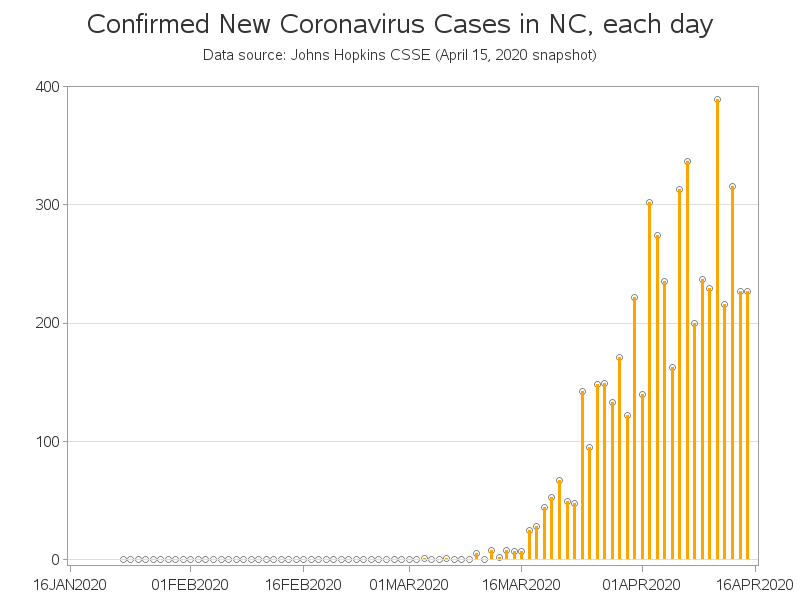 Confirmed New Coronavirus Cases in NC, each day
Data source: Johns Hopkins CSSE (April 15, 2020 snapshot)
400
300
200
100
0
16JAN2020 01FEB2020 16FEB2020 01MAR2020 16MAR2020 01APR2020 16APR2020